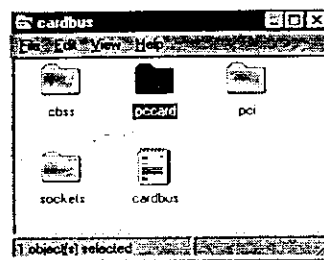 cardbus
File Edit View Help
cbss pccard pci
sockets cardbus
1 object(s) selected